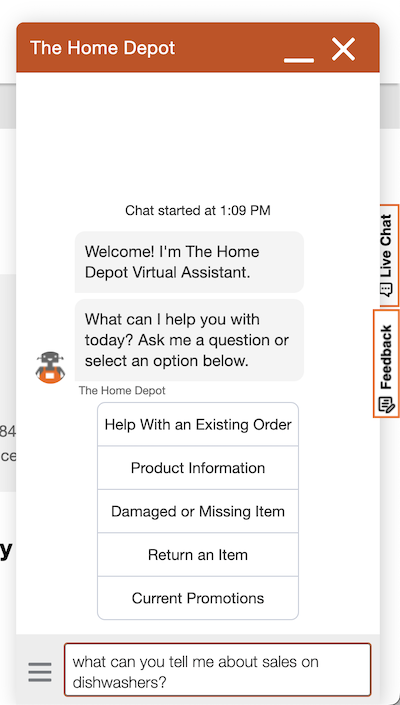 The Home Depot
Chat started at 1:09 PM
Welcome! I'm The Home
Depot Virtual Assistant.
What can I help you with
today? Ask me a question or
select an option below.
The Home Depot
Help With an Existing Order
Product Information
Damaged or Missing Item
Return an Item
Current Promotions
what can you tell me about sales on
dishwashers?
Live Chat
Feedback
84
ce
y